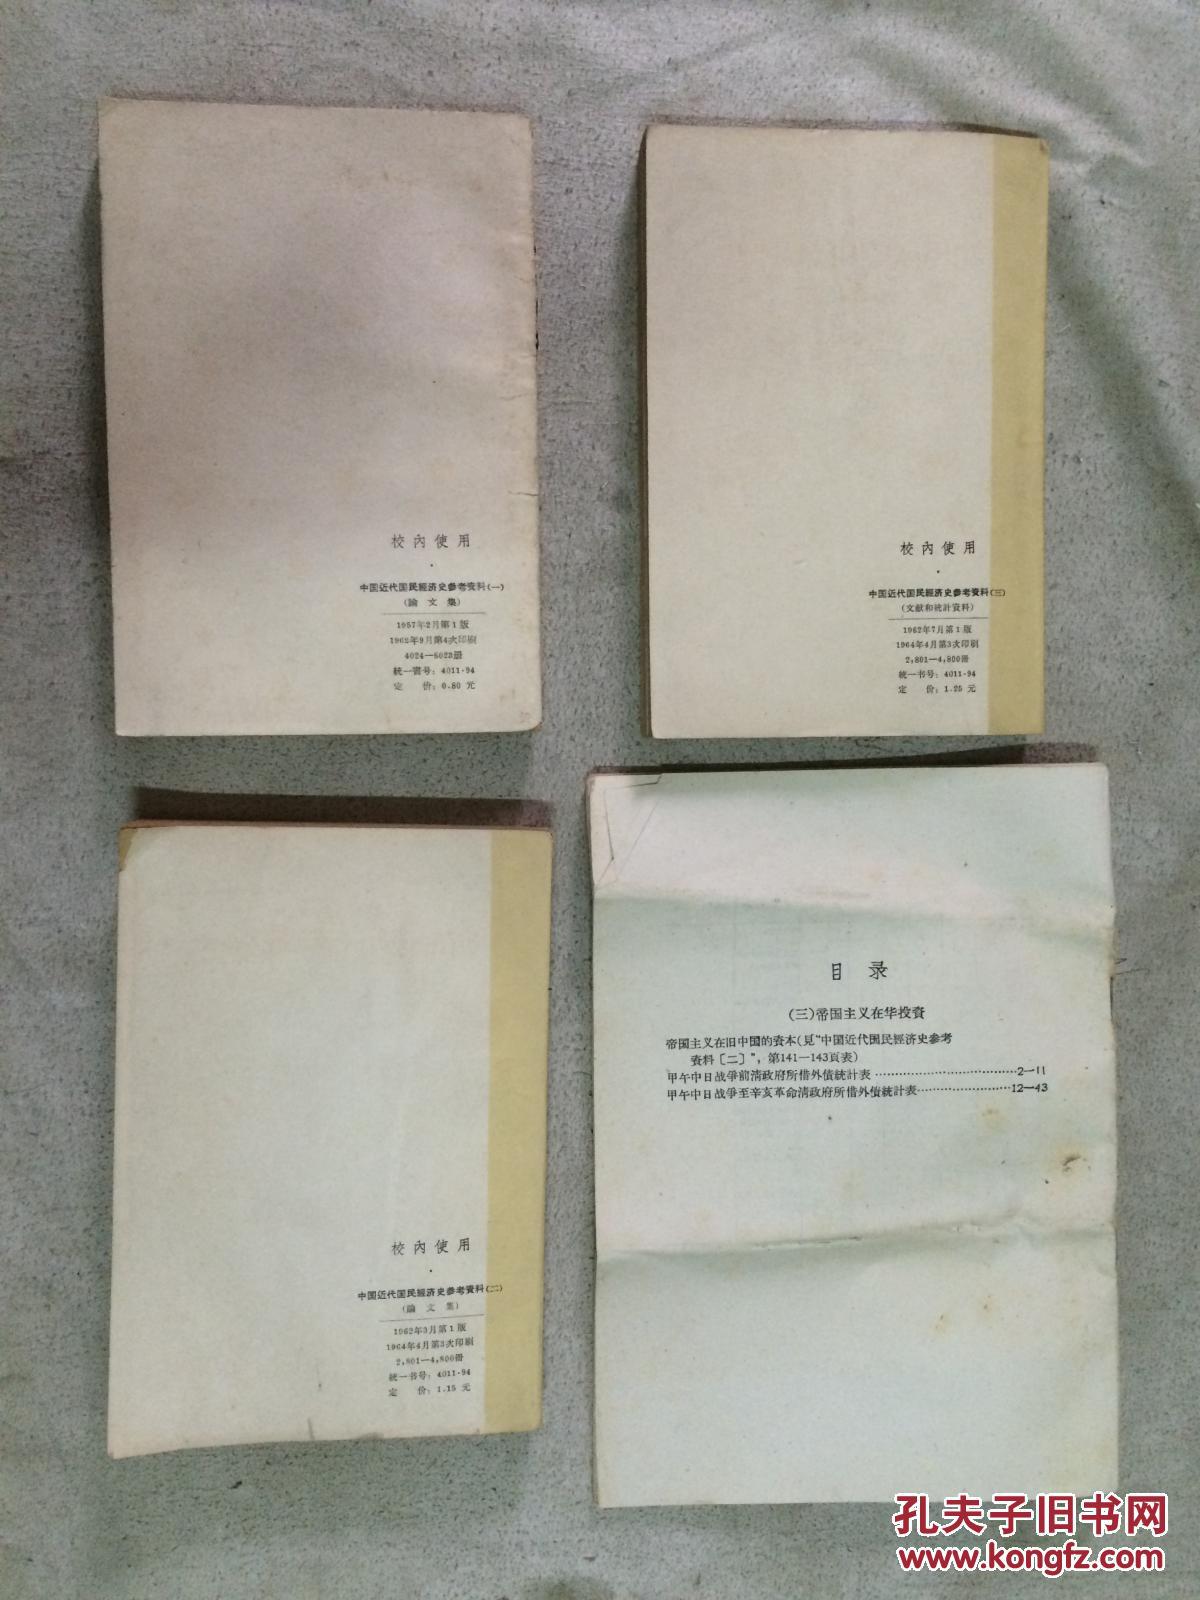 校內使用
·
中国近代国民經济史参考資料(一)
(論文集)
1957年2月第1版
1962年9月第4次印刷
4024—8023册
統一書号：4011·94
定 价：0.80 元
校內使用
·
中国近代国民經济史参考資料(三)
(文献和統計資料)
1962年7月第1版
1964年4月第3次印刷
2,801—4,800册
統一书号：4011·94
定 价：1.25 元
校內使用
·
中国近代国民經济史参考資料(二)
(論文集)
1962年3月第1版
1964年4月第3次印刷
2,801—4,800册
統一书号：4011·94
定 价：1.15 元
目录
(三)帝国主义在华投資
帝国主义在旧中国的資本(見"中国近代国民經济史参考
資料〔二〕"，第141—143頁表)
甲午中日战爭前清政府所借外債統計表……………………………2—11
甲午中日战爭至辛亥革命清政府所借外債統計表……………………12—43
孔夫子旧书网
www.kongfz.com